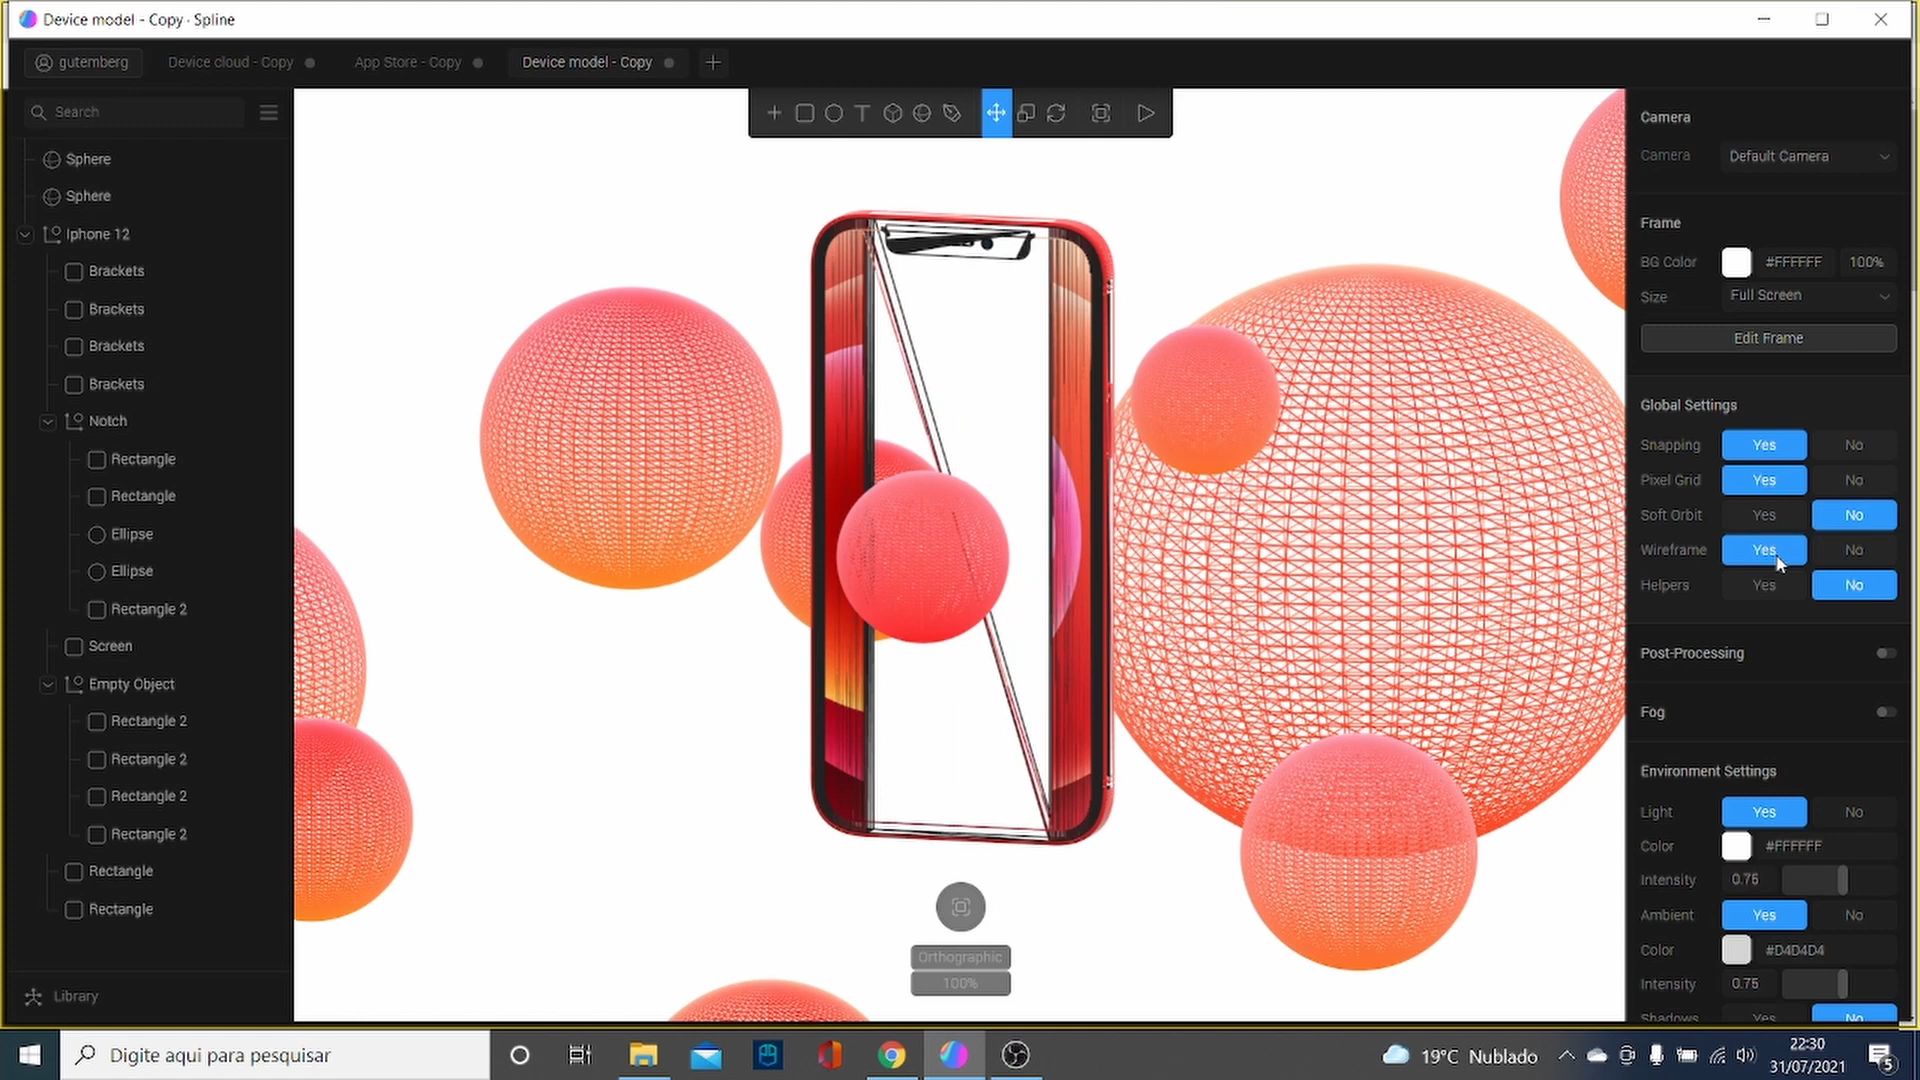 Device model - Copy · Spline
gutemberg
Device cloud - Copy
App Store - Copy
Device model - Copy
Search
Sphere
Sphere
Iphone 12
Brackets
Brackets
Brackets
Brackets
Notch
Rectangle
Rectangle
Ellipse
Ellipse
Rectangle 2
Screen
Empty Object
Rectangle 2
Rectangle 2
Rectangle 2
Rectangle 2
Rectangle
Rectangle
Library
Orthographic
100%
Camera
Camera Default Camera
Frame
BG Color #FFFFFF 100%
Size Full Screen
Edit Frame
Global Settings
Snapping Yes No
Pixel Grid Yes No
Soft Orbit Yes No
Wireframe Yes No
Helpers Yes No
Post-Processing
Fog
Environment Settings
Light Yes No
Color #FFFFFF
Intensity 0.75
Ambient Yes No
Color #D4D4D4
Intensity 0.75
Shadows Yes No
Digite aqui para pesquisar
19°C Nublado
22:30
31/07/2021
5